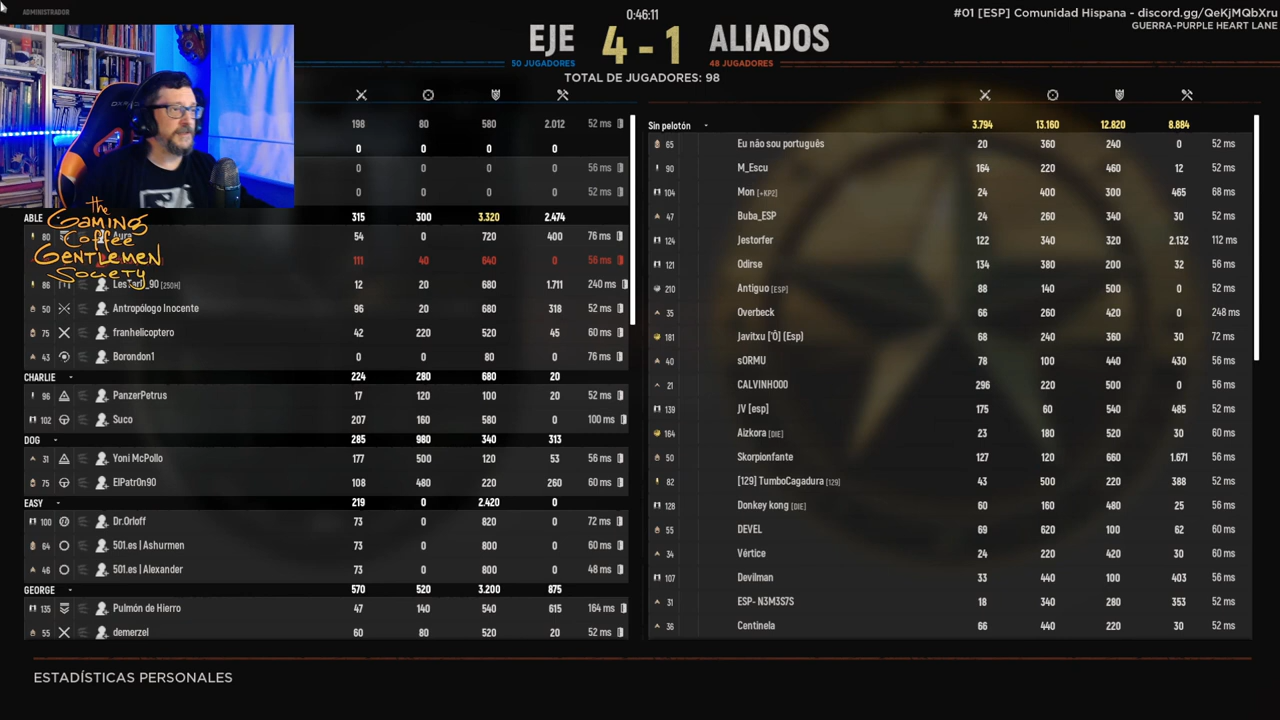 ADMINISTRADOR
0:46:11
#01 [ESP] Comunidad Hispana - discord.gg/QeKjMQbXru
GUERRA-PURPLE HEART LANE
EJE 4 - 1 ALIADOS
50 JUGADORES 48 JUGADORES
TOTAL DE JUGADORES: 98
198 80 580 2.012 52 ms
0 0 0 0
0 0 0 0 56 ms
0 0 0 0 52 ms
ABLE 315 300 3.320 2.474
80 Aura 54 0 720 400 76 ms
111 40 640 0 56 ms
86 [250H] 12 20 680 1.711 240 ms
50 Antropólogo Inocente 96 20 680 318 52 ms
75 franhelicoptero 42 220 520 45 60 ms
43 Borondon1 0 0 80 0 76 ms
CHARLIE 224 280 680 20
96 PanzerPetrus 17 120 100 20 52 ms
102 Suco 207 160 580 0 100 ms
DOG 285 980 340 313
31 Yoni McPollo 177 500 120 53 56 ms
75 ElPatr0n90 108 480 220 260 60 ms
EASY 219 0 2.420 0
100 Dr.Orloff 73 0 820 0 72 ms
64 501.es | Ashurmen 73 0 800 0 60 ms
46 501.es | Alexander 73 0 800 0 48 ms
GEORGE 570 520 3.200 875
135 Pulmón de Hierro 47 140 540 615 164 ms
55 demerzel 60 80 520 20 52 ms
the
Gaming
Coffee
Gentlemen
Society
Sin pelotón 3.794 13.160 12.820 8.884
65 Eu não sou português 20 360 240 0 52 ms
90 M_Escu 164 220 460 12 52 ms
104 Mon [+KP2] 24 400 300 465 68 ms
47 Buba_ESP 24 260 340 30 52 ms
124 Jestorfer 122 340 320 2.132 112 ms
121 Odirse 134 380 200 32 56 ms
210 Antiguo [ESP] 88 140 500 0 52 ms
35 Overbeck 66 260 420 0 248 ms
181 Javitxu ['Ô] (Esp) 68 240 360 30 72 ms
40 sORMU 78 100 440 430 56 ms
21 CALVINHO00 296 220 500 0 56 ms
139 JV [esp] 175 60 540 485 52 ms
164 Aizkora [DIE] 23 180 520 30 60 ms
50 Skorpionfante 127 120 660 1.671 56 ms
82 [129] TumboCagadura [129] 43 500 220 388 52 ms
128 Donkey kong [DIE] 60 160 480 25 56 ms
55 DEVEL 69 620 100 62 60 ms
34 Vértice 24 220 420 30 60 ms
107 Devilman 33 440 100 403 56 ms
31 ESP- N3M3S7S 18 340 280 353 52 ms
36 Centinela 66 440 220 30 52 ms
ESTADÍSTICAS PERSONALES